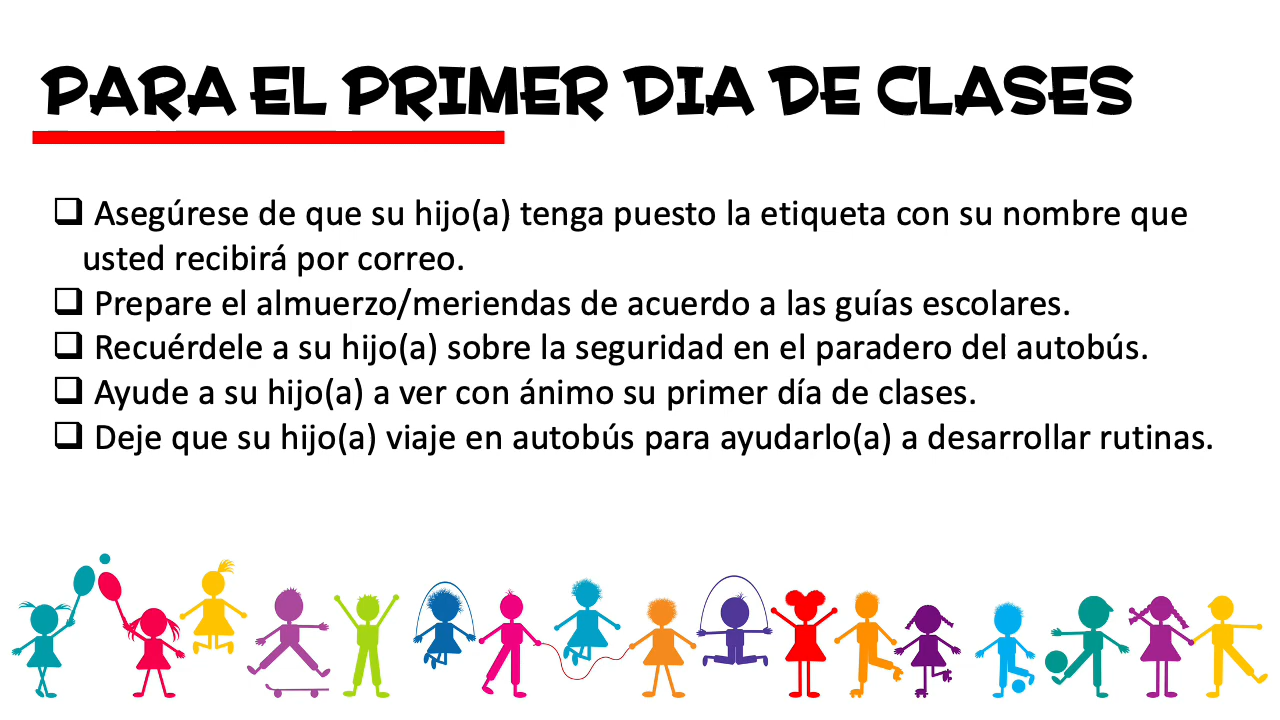 PARA EL PRIMER DIA DE CLASES
❑ Asegúrese de que su hijo(a) tenga puesto la etiqueta con su nombre que
usted recibirá por correo.
❑ Prepare el almuerzo/meriendas de acuerdo a las guías escolares.
❑ Recuérdele a su hijo(a) sobre la seguridad en el paradero del autobús.
❑ Ayude a su hijo(a) a ver con ánimo su primer día de clases.
❑ Deje que su hijo(a) viaje en autobús para ayudarlo(a) a desarrollar rutinas.